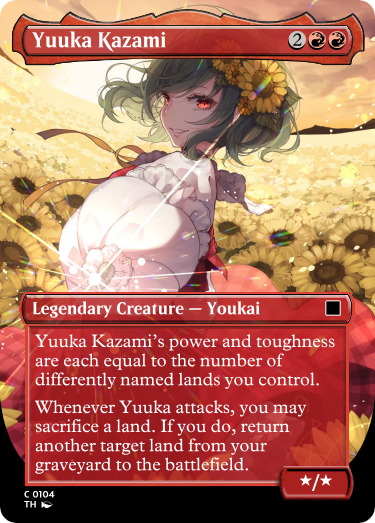 Yuuka Kazami 2
Legendary Creature — Youkai
Yuuka Kazami's power and toughness
are each equal to the number of
differently named lands you control.
Whenever Yuuka attacks, you may
sacrifice a land. If you do, return
another target land from your
graveyard to the battlefield.
★/★
C 0104
TH